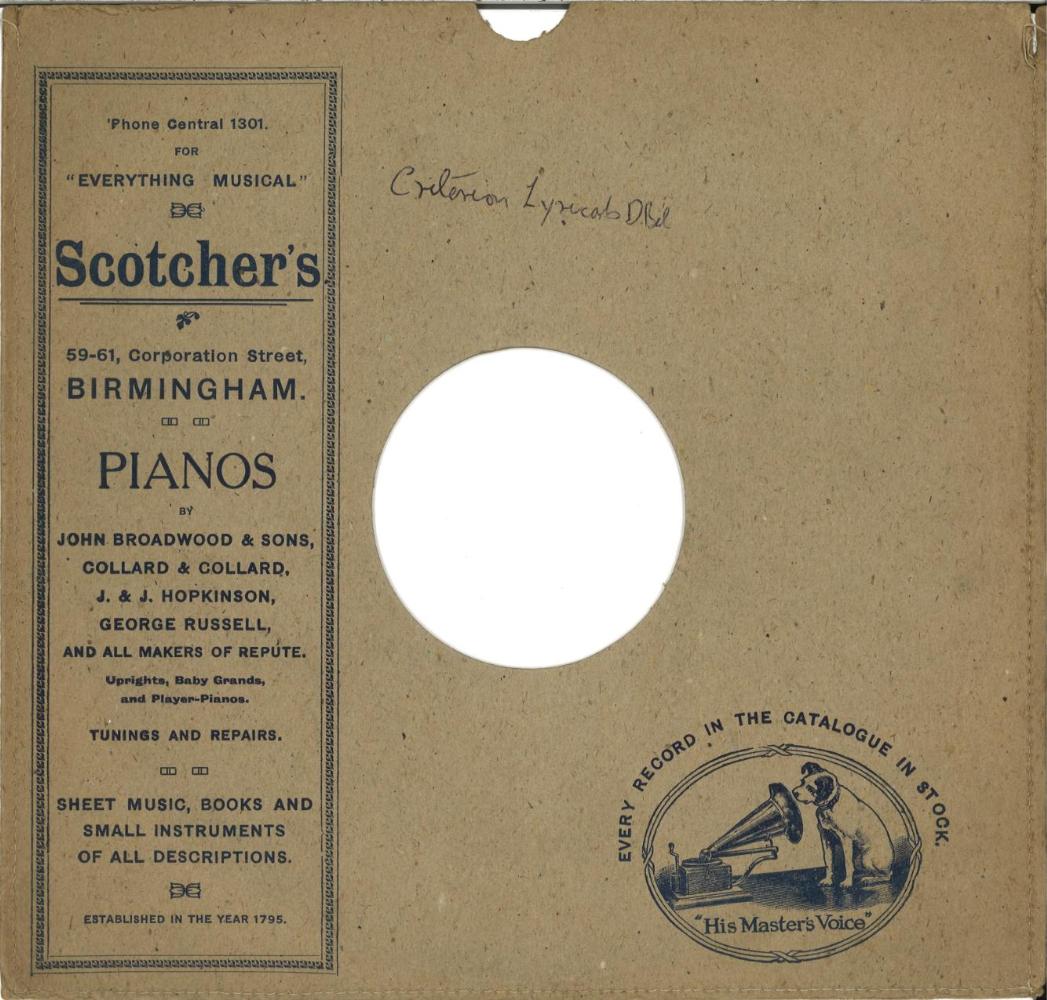 'Phone Central 1301.
FOR
"EVERYTHING MUSICAL"
Scotcher's.
59-61, Corporation Street,
BIRMINGHAM.
PIANOS
BY
JOHN BROADWOOD & SONS,
COLLARD & COLLARD,
J. & J. HOPKINSON,
GEORGE RUSSELL,
AND ALL MAKERS OF REPUTE.
Uprights, Baby Grands,
and Player-Pianos.
TUNINGS AND REPAIRS.
SHEET MUSIC, BOOKS AND
SMALL INSTRUMENTS
OF ALL DESCRIPTIONS.
ESTABLISHED IN THE YEAR 1795.
Criterion
EVERY RECORD IN THE CATALOGUE IN STOCK.
"His Master's Voice"